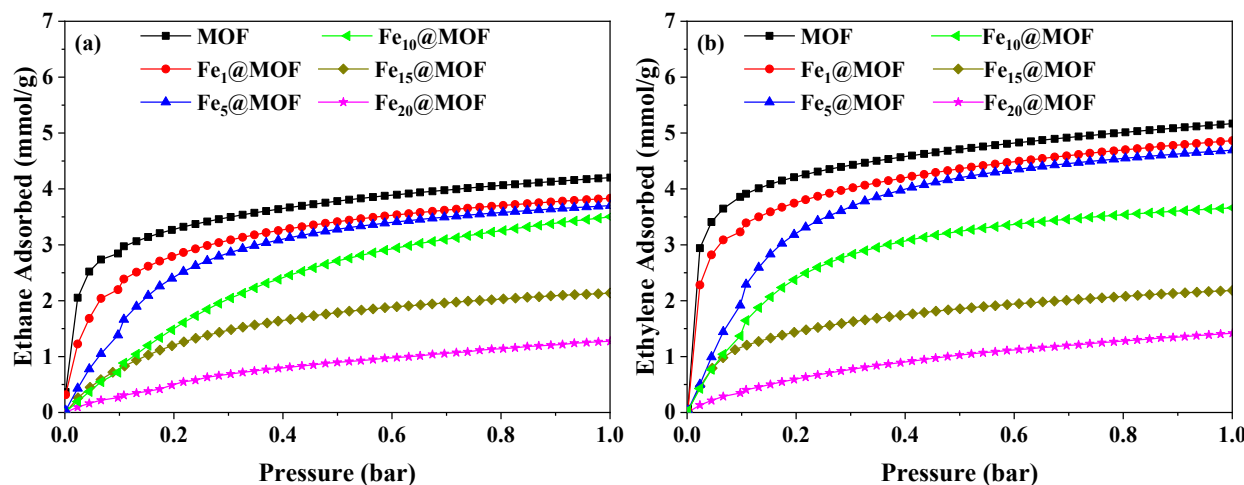 (a)
MOF
Fe₁@MOF
Fe₅@MOF
Fe₁₀@MOF
Fe₁₅@MOF
Fe₂₀@MOF
Ethane Adsorbed (mmol/g)
7
6
5
4
3
2
1
0
0.0 0.2 0.4 0.6 0.8 1.0
Pressure (bar)
(b)
MOF
Fe₁@MOF
Fe₅@MOF
Fe₁₀@MOF
Fe₁₅@MOF
Fe₂₀@MOF
Ethylene Adsorbed (mmol/g)
7
6
5
4
3
2
1
0
0.0 0.2 0.4 0.6 0.8 1.0
Pressure (bar)